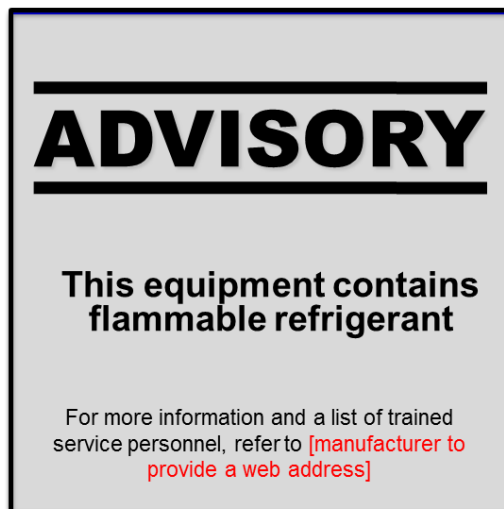 ADVISORY
This equipment contains
flammable refrigerant
For more information and a list of trained
service personnel, refer to [manufacturer to
provide a web address]